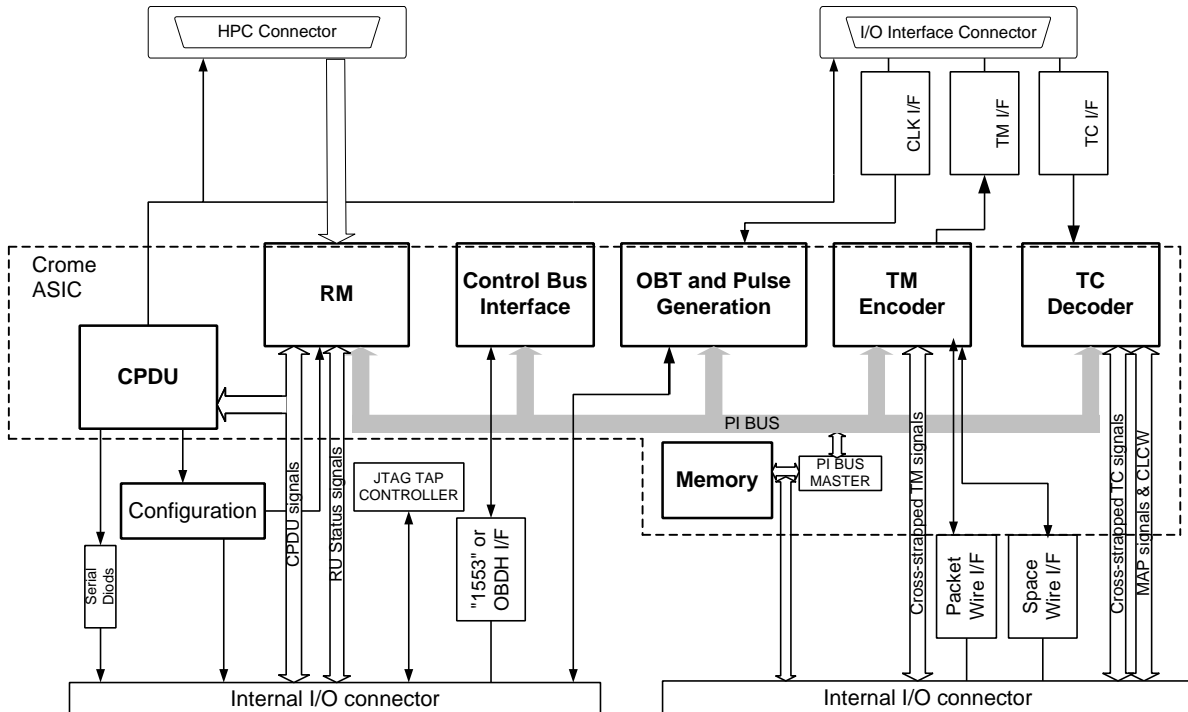 HPC Connector
I/O Interface Connector
CLK I/F
TM I/F
TC I/F
Crome
ASIC
RM
Control Bus
Interface
OBT and Pulse
Generation
TM
Encoder
TC
Decoder
CPDU
PI BUS
Memory
PI BUS
MASTER
JTAG TAP
CONTROLLER
Configuration
CPDU signals
RU Status signals
"1553" or
OBDH I/F
Serial
Diods
Cross-strapped TM signals
Packet
Wire I/F
Space
Wire I/F
Cross-strapped TC signals
MAP signals & CLCW
Internal I/O connector
Internal I/O connector